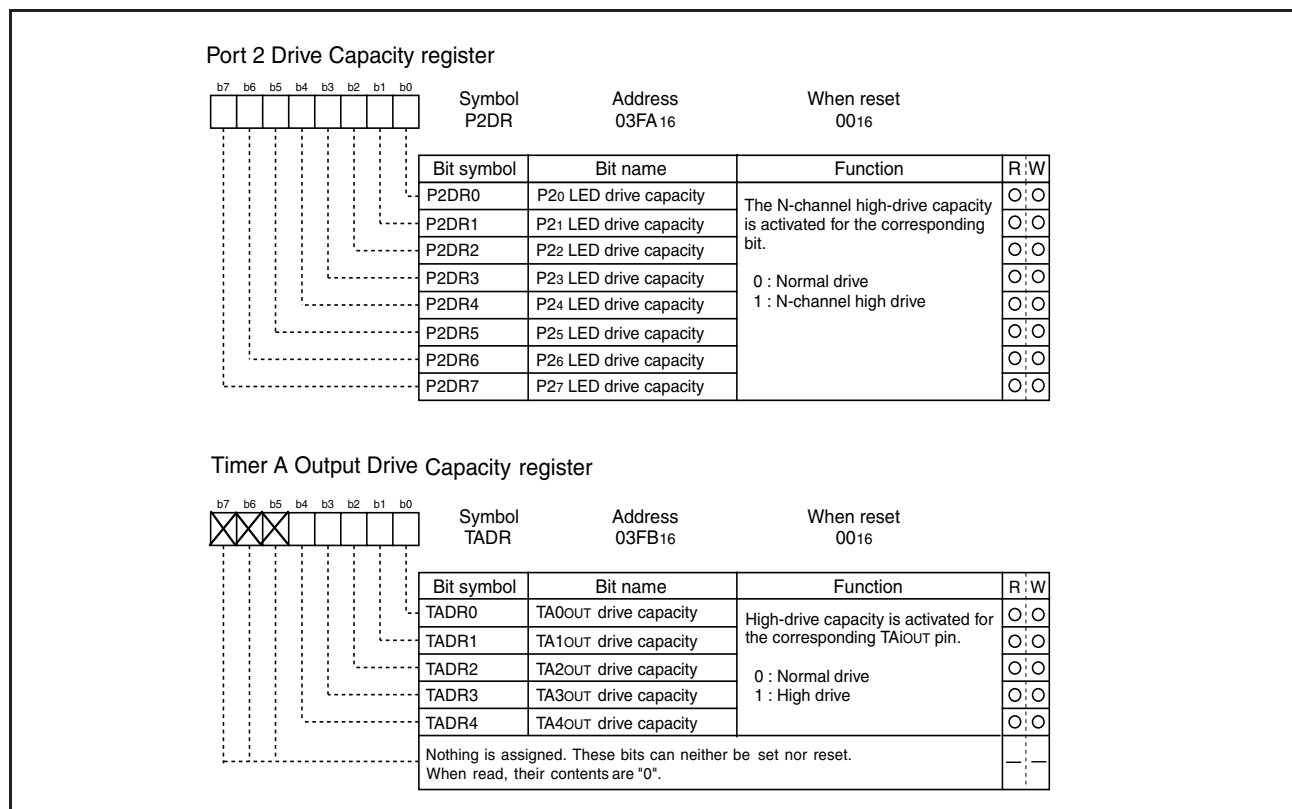 Port 2 Drive Capacity register
b7 b6 b5 b4 b3 b2 b1 b0
Symbol Address When reset
P2DR 03FA16 0016
Bit symbol Bit name Function R W
P2DR0 P20 LED drive capacity
P2DR1 P21 LED drive capacity
P2DR2 P22 LED drive capacity
P2DR3 P23 LED drive capacity
P2DR4 P24 LED drive capacity
P2DR5 P25 LED drive capacity
P2DR6 P26 LED drive capacity
P2DR7 P27 LED drive capacity
The N-channel high-drive capacity
is activated for the corresponding
bit.
0 : Normal drive
1 : N-channel high drive
Timer A Output Drive Capacity register
b7 b6 b5 b4 b3 b2 b1 b0
Symbol Address When reset
TADR 03FB16 0016
Bit symbol Bit name Function R W
TADR0 TA0OUT drive capacity
TADR1 TA1OUT drive capacity
TADR2 TA2OUT drive capacity
TADR3 TA3OUT drive capacity
TADR4 TA4OUT drive capacity
High-drive capacity is activated for
the corresponding TAiOUT pin.
0 : Normal drive
1 : High drive
Nothing is assigned. These bits can neither be set nor reset.
When read, their contents are "0".